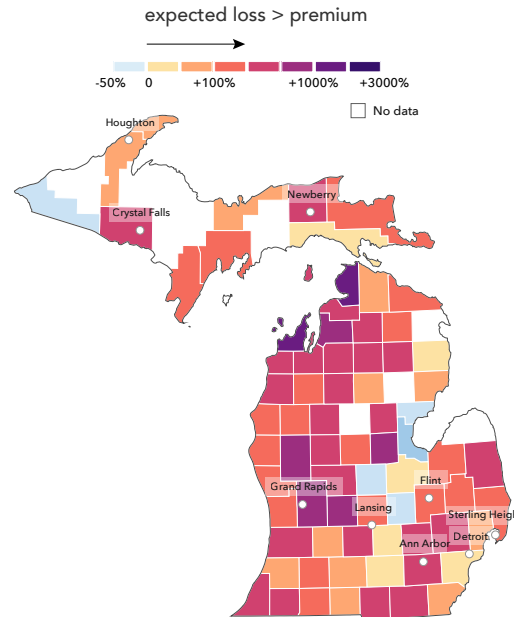 expected loss > premium
-50% 0 +100% +1000% +3000%
No data
Houghton
Newberry
Crystal Falls
Grand Rapids
Flint
Lansing
Sterling Heigh
Ann Arbor
Detroit